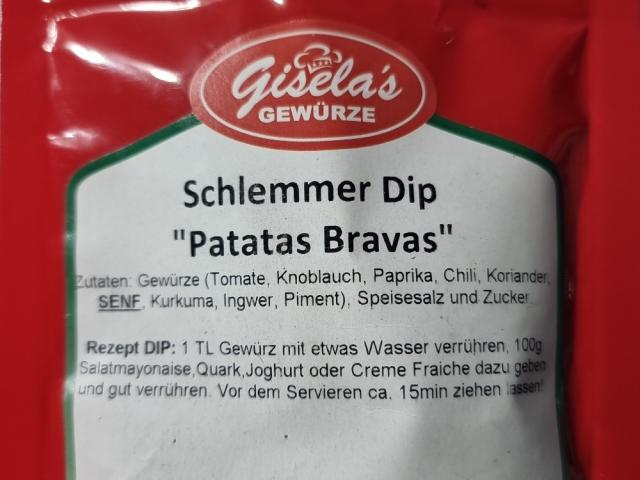 Gisela's
GEWÜRZE
Schlemmer Dip
"Patatas Bravas"
Zutaten: Gewürze (Tomate, Knoblauch, Paprika, Chili, Koriander,
SENF, Kurkuma, Ingwer, Piment), Speisesalz und Zucker
Rezept DIP: 1 TL Gewürz mit etwas Wasser verrühren, 100g
Salatmayonaise,Quark,Joghurt oder Creme Fraiche dazu geben
und gut verrühren. Vor dem Servieren ca. 15min ziehen lassen!